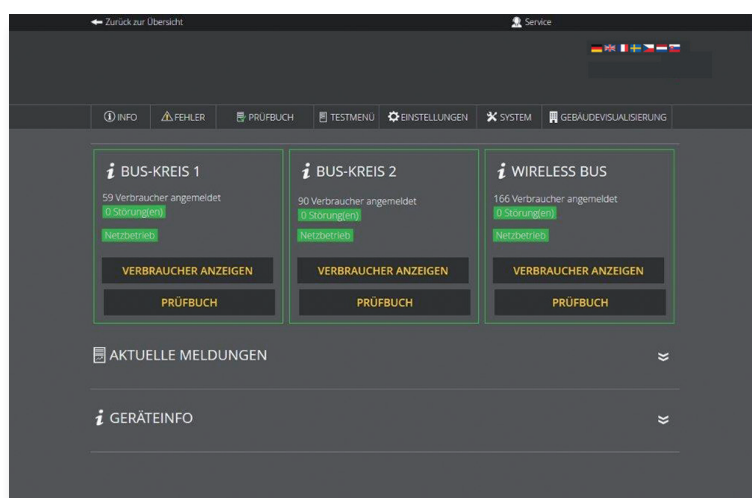 Zurück zur Übersicht
Service
INFO
FEHLER
PRÜFBUCH
TESTMENÜ
EINSTELLUNGEN
SYSTEM
GEBÄUDEVISUALISIERUNG
BUS-KREIS 1
59 Verbraucher angemeldet
0 Störung(en)
Netzbetrieb
VERBRAUCHER ANZEIGEN
PRÜFBUCH
BUS-KREIS 2
90 Verbraucher angemeldet
0 Störung(en)
Netzbetrieb
VERBRAUCHER ANZEIGEN
PRÜFBUCH
WIRELESS BUS
166 Verbraucher angemeldet
0 Störung(en)
Netzbetrieb
VERBRAUCHER ANZEIGEN
PRÜFBUCH
AKTUELLE MELDUNGEN
GERÄTEINFO